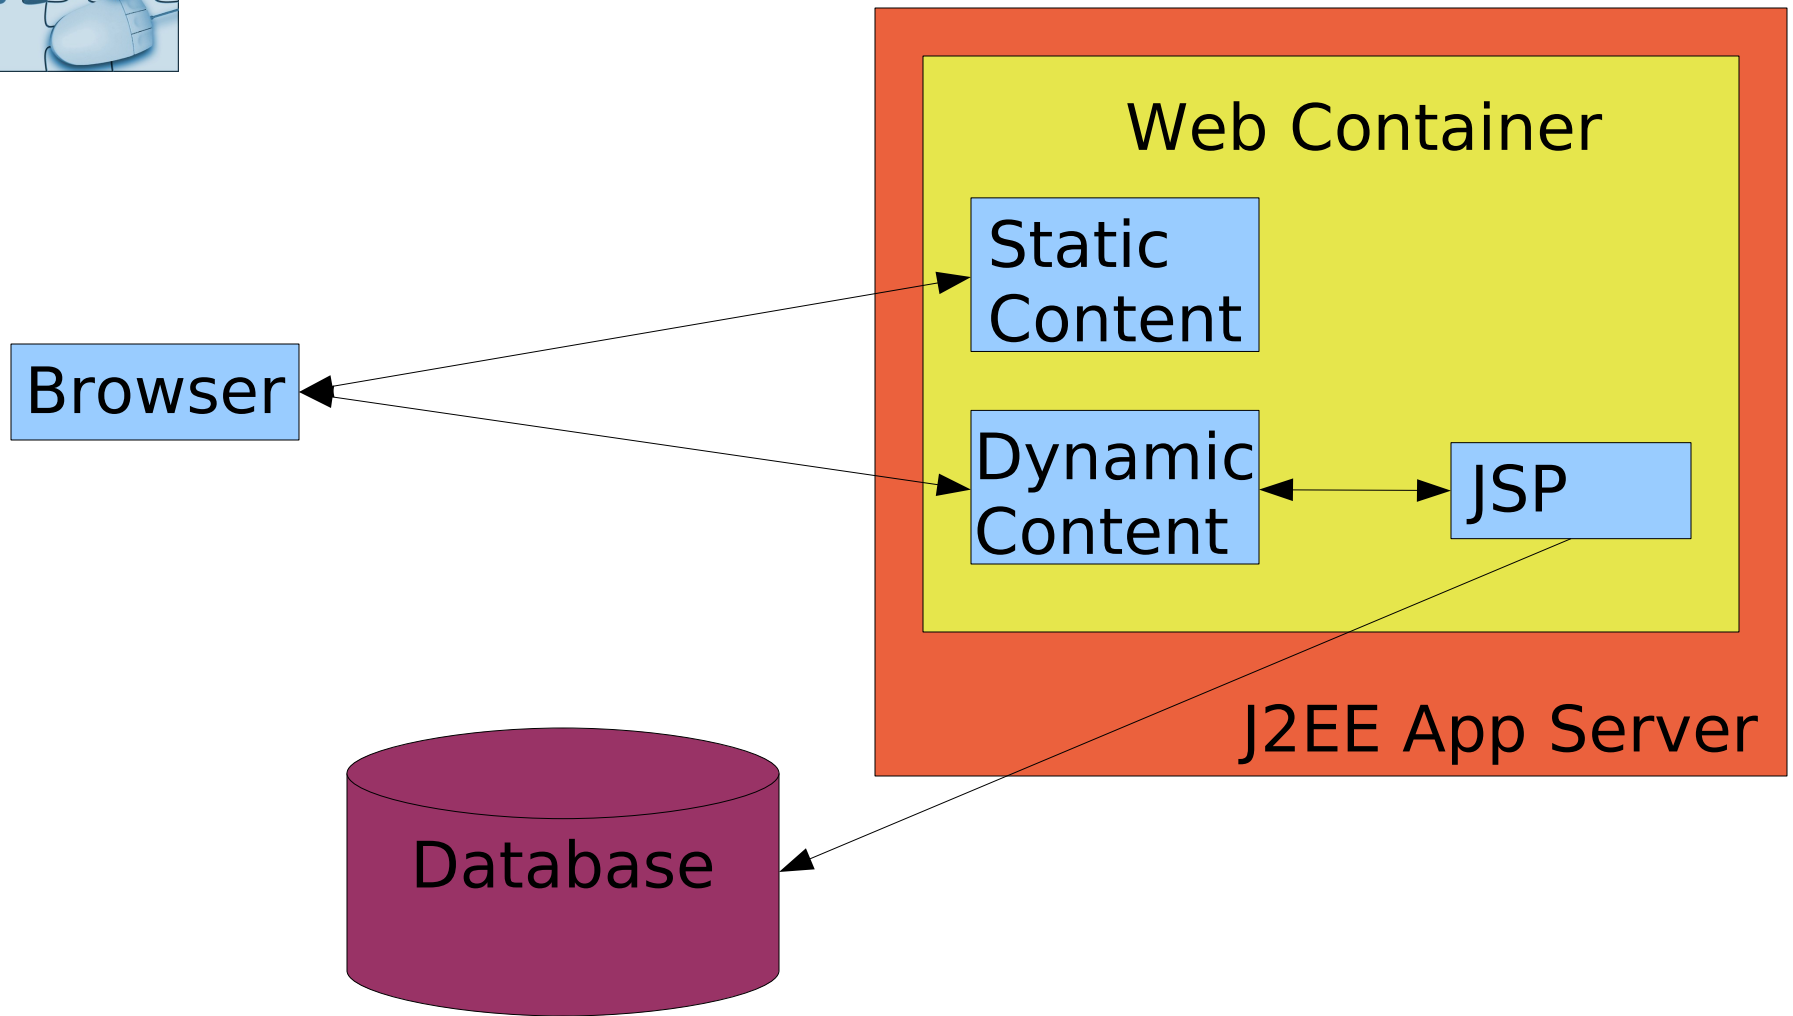 Web Container
Static
Content
Browser
Dynamic
Content
JSP
J2EE App Server
Database